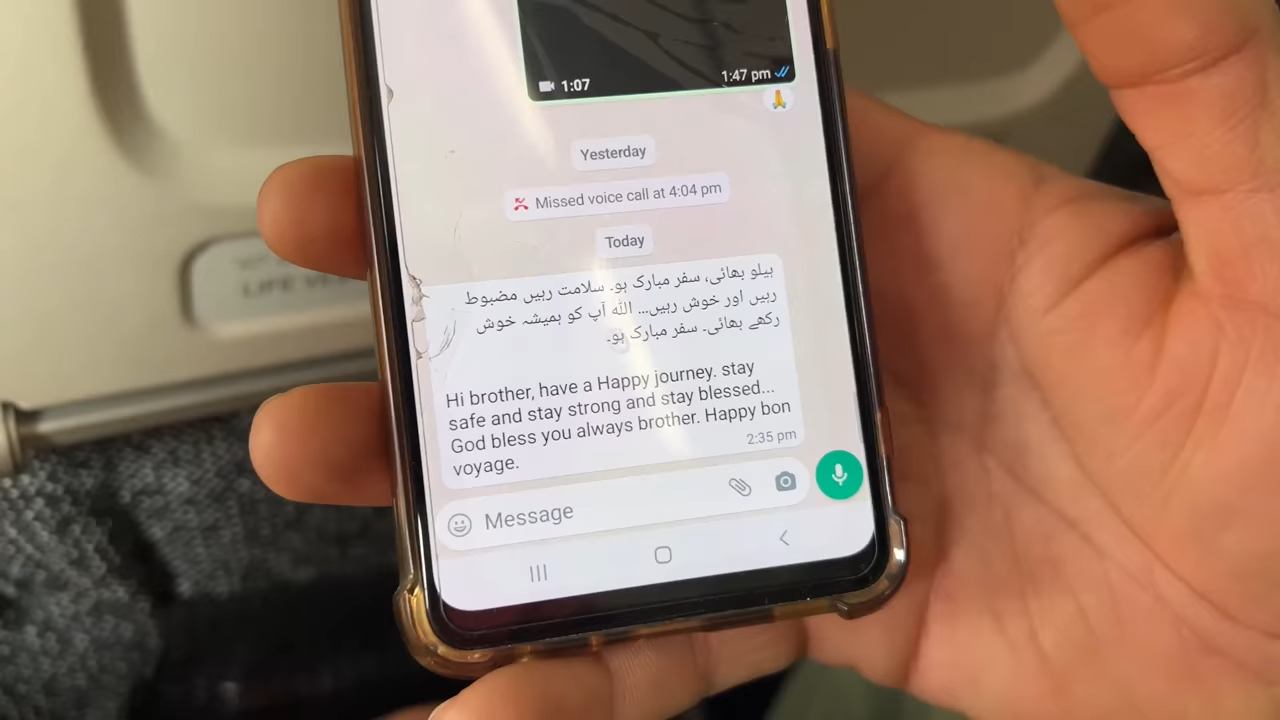 1:07
1:47 pm
🙏
Yesterday
Missed voice call at 4:04 pm
Today
ہیلو بھائی، سفر مبارک ہو۔ سلامت رہیں مضبوط
رہیں اور خوش رہیں... اللہ آپ کو ہمیشہ خوش
رکھے بھائی۔ سفر مبارک ہو۔
Hi brother, have a Happy journey. stay
safe and stay strong and stay blessed...
God bless you always brother. Happy bon
voyage.
2:35 pm
Message
LIFE